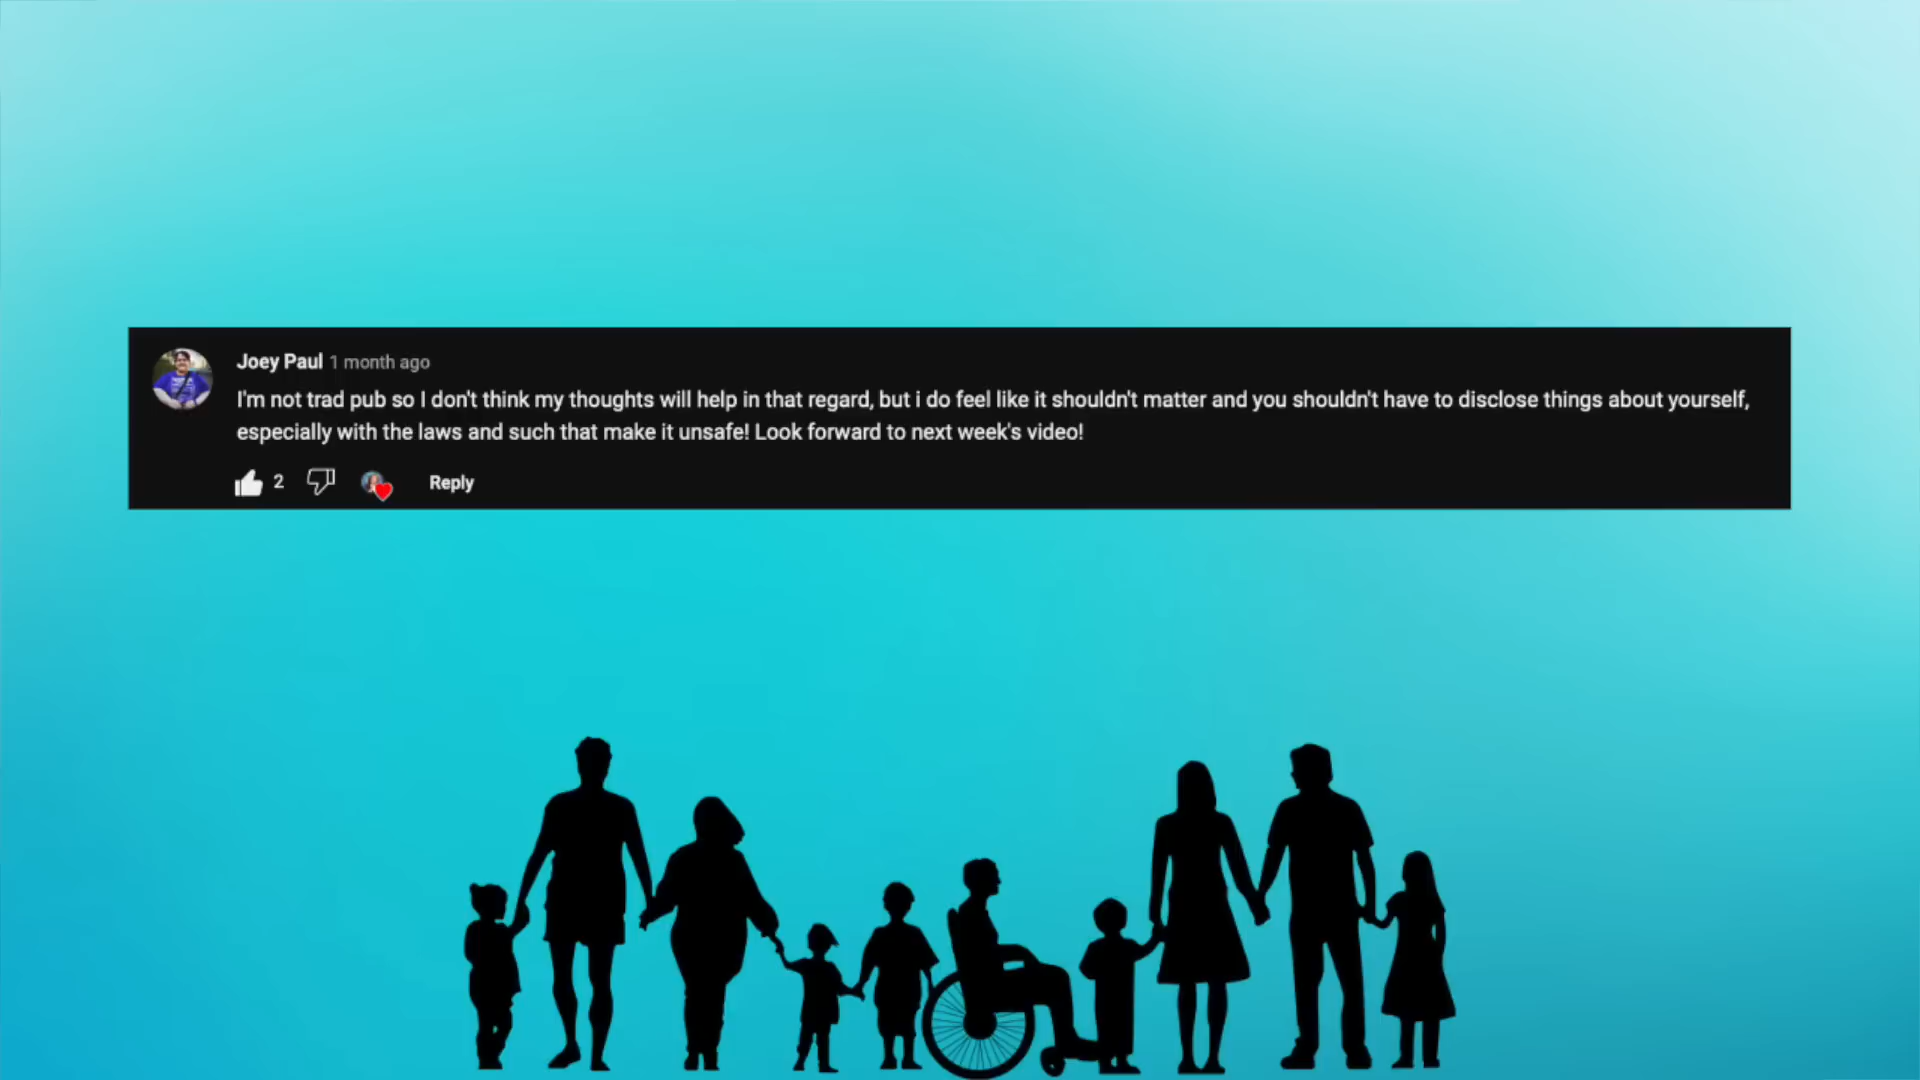 Joey Paul 1 month ago
I'm not trad pub so I don't think my thoughts will help in that regard, but i do feel like it shouldn't matter and you shouldn't have to disclose things about yourself,
especially with the laws and such that make it unsafe! Look forward to next week's video!
2 Reply